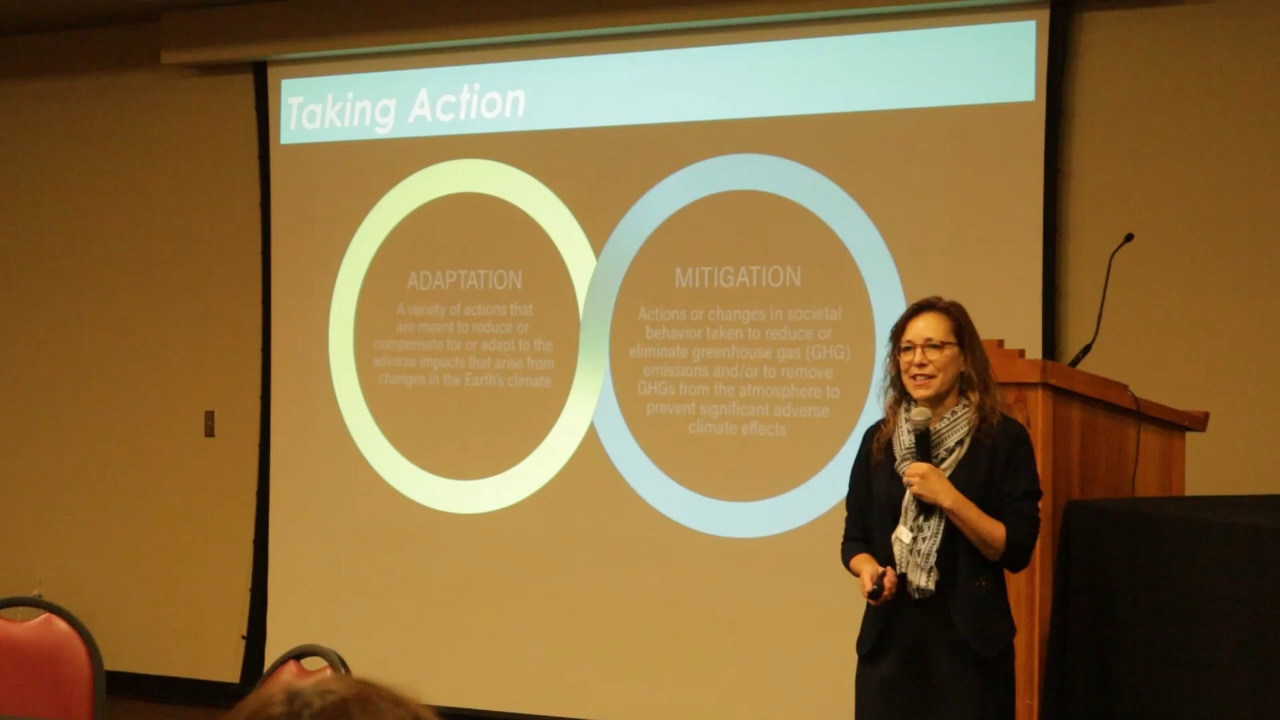 Taking Action
ADAPTATION
A variety of actions that
are meant to reduce or
compensate for or adapt to the
adverse impacts that arise from
changes in the Earth's climate
MITIGATION
Actions or changes in societal
behavior taken to reduce or
eliminate greenhouse gas (GHG)
emissions and/or to remove
GHGs from the atmosphere to
prevent significant adverse
climate effects